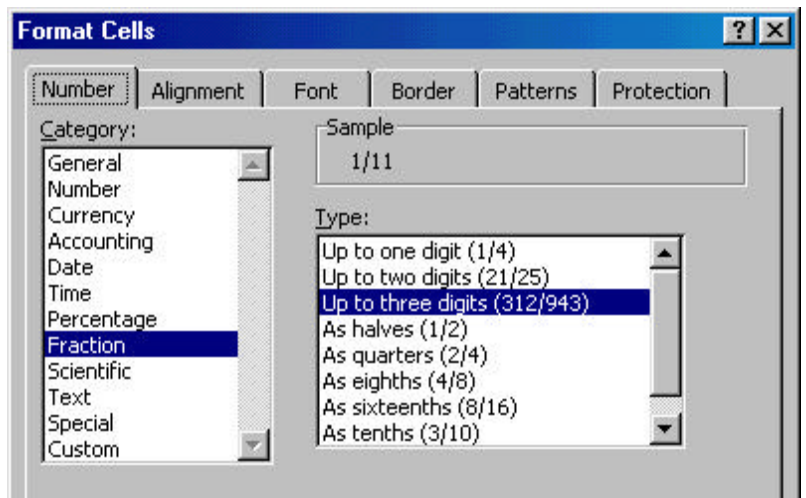 Format Cells
? ×
Number Alignment Font Border Patterns Protection
Category:
General
Number
Currency
Accounting
Date
Time
Percentage
Fraction
Scientific
Text
Special
Custom
Sample
1/11
Type:
Up to one digit (1/4)
Up to two digits (21/25)
Up to three digits (312/943)
As halves (1/2)
As quarters (2/4)
As eighths (4/8)
As sixteenths (8/16)
As tenths (3/10)